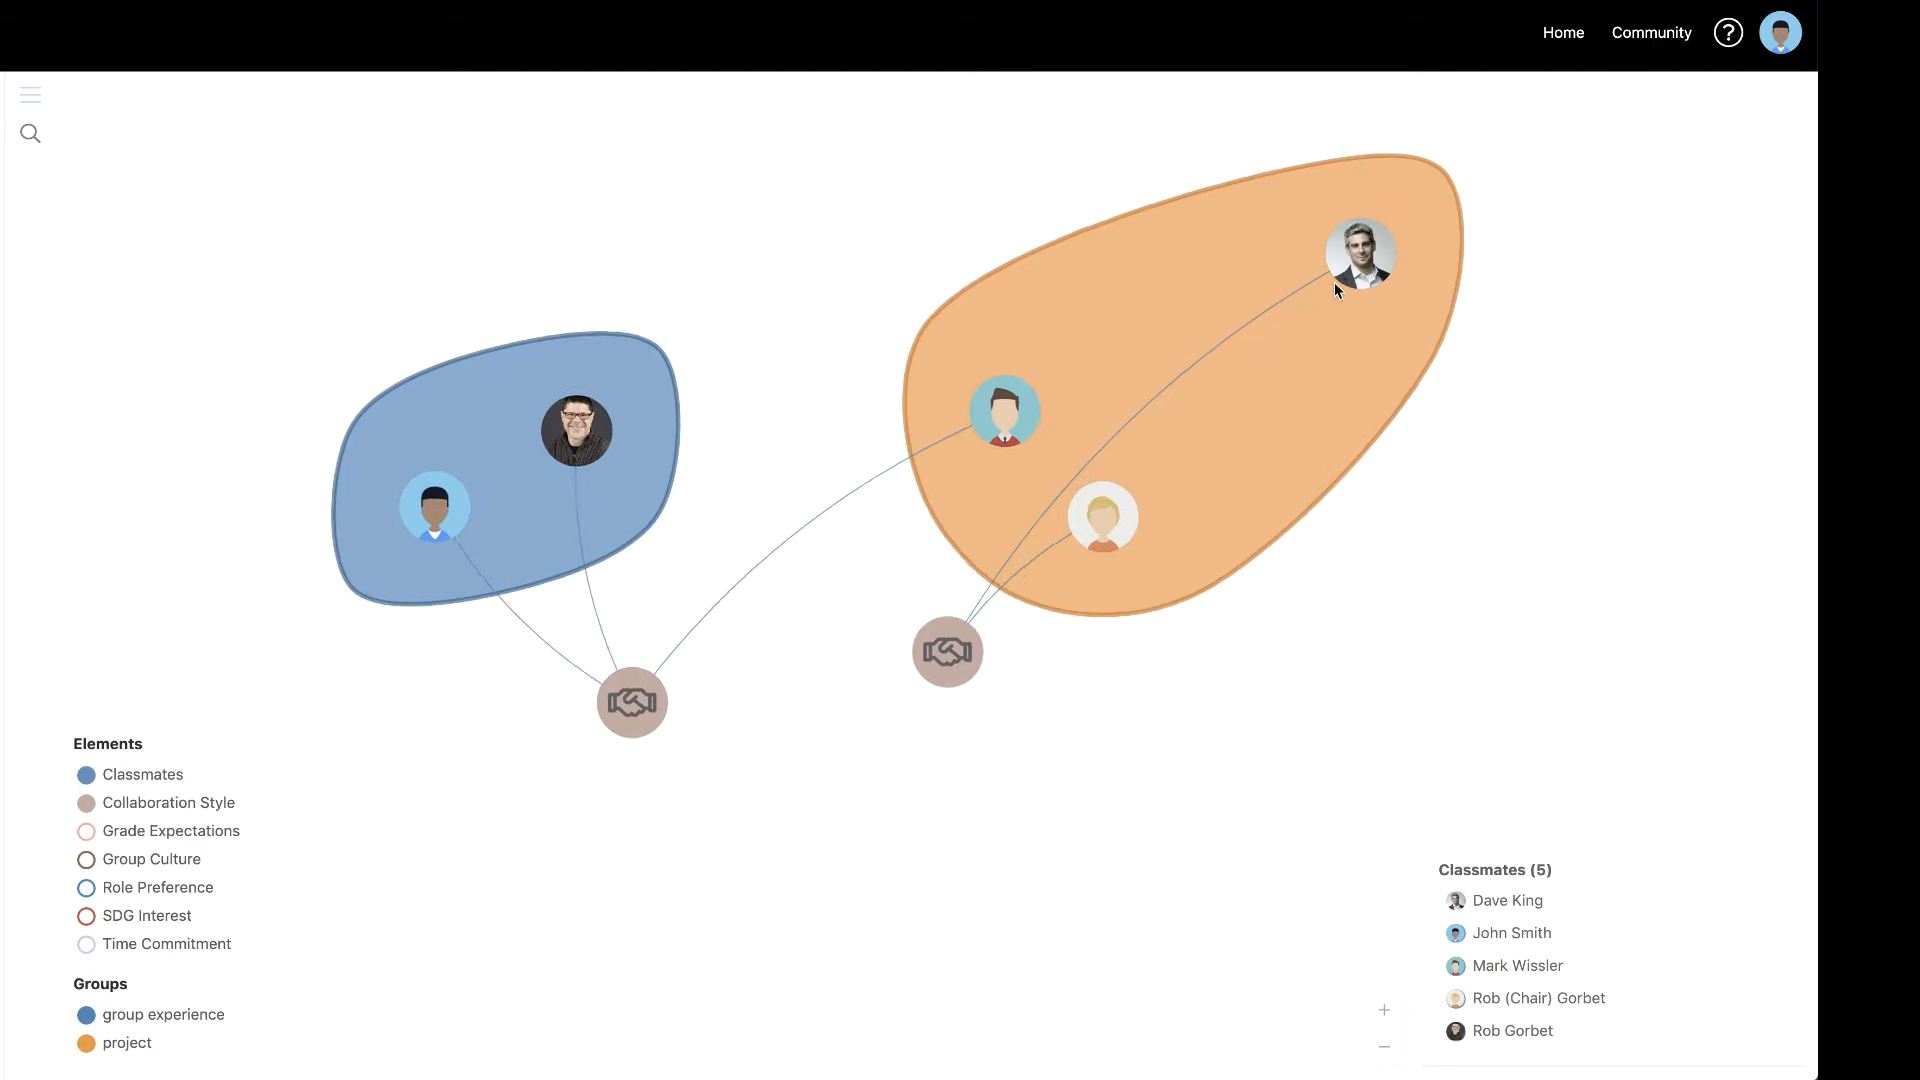 Home Community ?
Elements
Classmates
Collaboration Style
Grade Expectations
Group Culture
Role Preference
SDG Interest
Time Commitment
Groups
group experience
project
Classmates (5)
Dave King
John Smith
Mark Wissler
Rob (Chair) Gorbet
Rob Gorbet
+
−